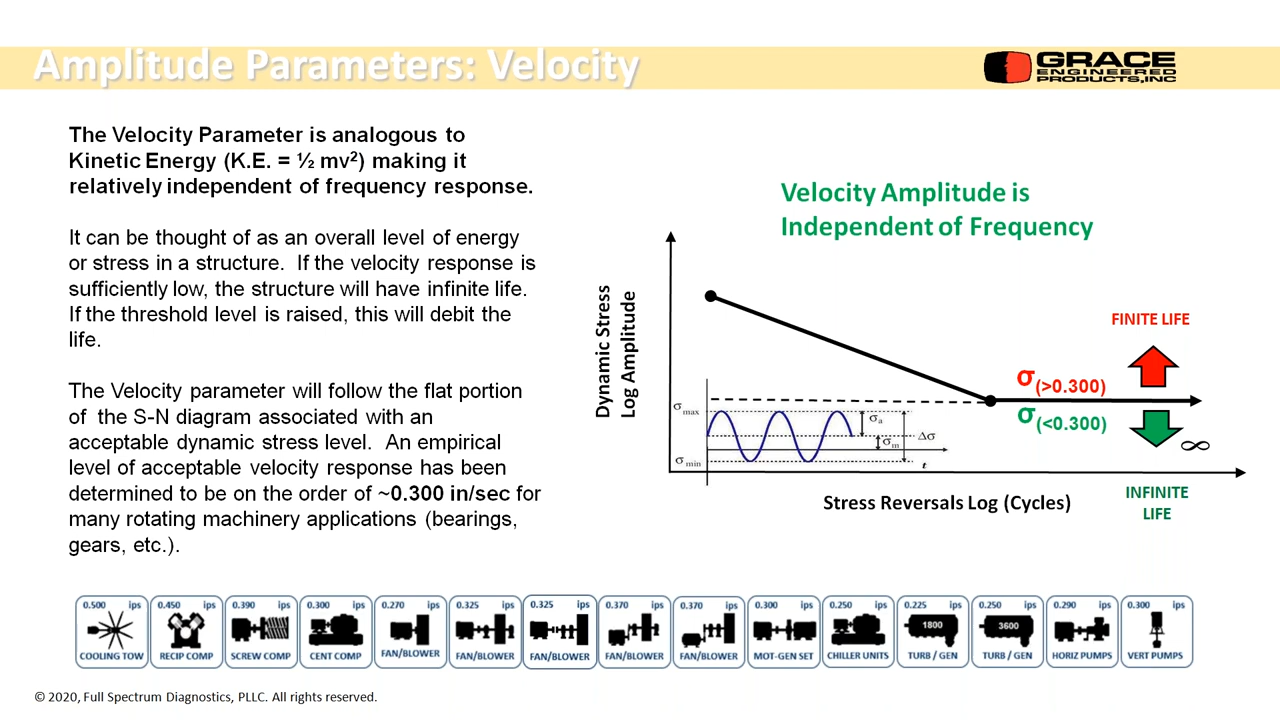 Amplitude Parameters: Velocity
GRACE
ENGINEERED
PRODUCTS, INC
The Velocity Parameter is analogous to
Kinetic Energy (K.E. = ½ mv²) making it
relatively independent of frequency response.
It can be thought of as an overall level of energy
or stress in a structure. If the velocity response is
sufficiently low, the structure will have infinite life.
If the threshold level is raised, this will debit the
life.
The Velocity parameter will follow the flat portion
of the S-N diagram associated with an
acceptable dynamic stress level. An empirical
level of acceptable velocity response has been
determined to be on the order of ~0.300 in/sec for
many rotating machinery applications (bearings,
gears, etc.).
Velocity Amplitude is
Independent of Frequency
Dynamic Stress
Log Amplitude
FINITE LIFE
σ(>0.300)
σ(<0.300)
∞
INFINITE
LIFE
σ max
σ min
σa
σm
Δσ
t
Stress Reversals Log (Cycles)
0.500 ips
COOLING TOW
0.450 ips
RECIP COMP
0.390 ips
SCREW COMP
0.300 ips
CENT COMP
0.270 ips
FAN/BLOWER
0.325 ips
FAN/BLOWER
0.325 ips
FAN/BLOWER
0.370 ips
FAN/BLOWER
0.370 ips
FAN/BLOWER
0.300 ips
MOT-GEN SET
0.250 ips
CHILLER UNITS
0.225 ips
1800
TURB / GEN
0.250 ips
3600
TURB / GEN
0.290 ips
HORIZ PUMPS
0.300 ips
VERT PUMPS
© 2020, Full Spectrum Diagnostics, PLLC. All rights reserved.